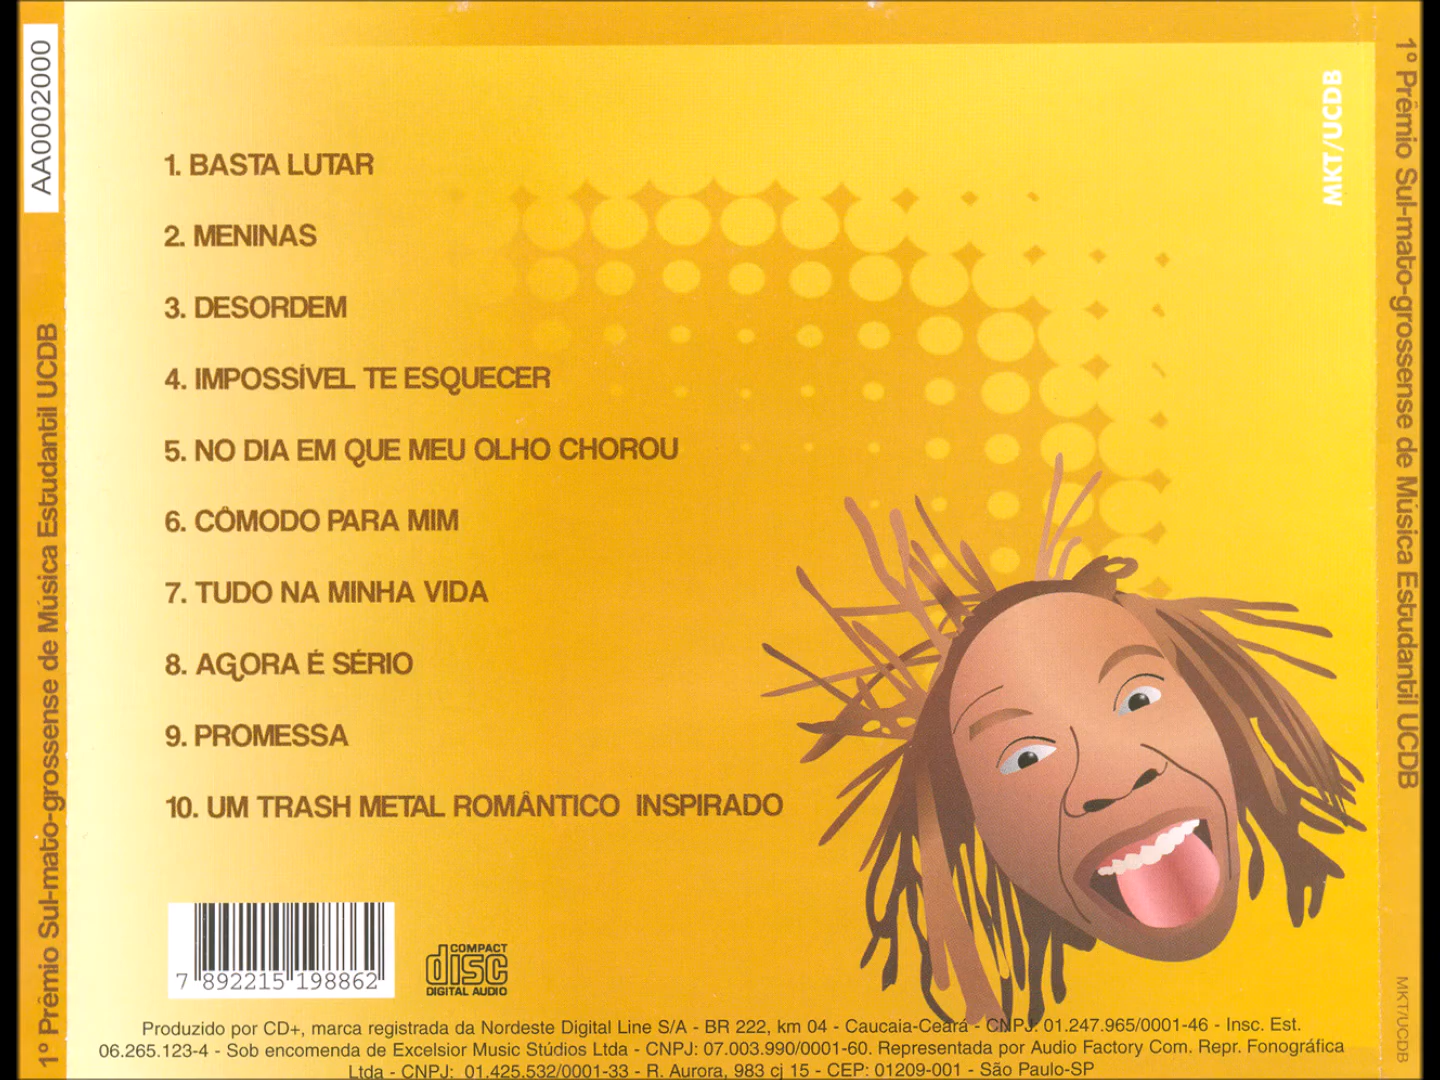 AA0002000
1º Prêmio Sul-mato-grossense de Música Estudantil UCDB
1. BASTA LUTAR
2. MENINAS
3. DESORDEM
4. IMPOSSÍVEL TE ESQUECER
5. NO DIA EM QUE MEU OLHO CHOROU
6. CÔMODO PARA MIM
7. TUDO NA MINHA VIDA
8. AGORA É SÉRIO
9. PROMESSA
10. UM TRASH METAL ROMÂNTICO INSPIRADO
MKT/UCDB
1º Prêmio Sul-mato-grossense de Música Estudantil UCDB
MKT/UCDB
7 892215 198862
COMPACT
disc
DIGITAL AUDIO
Produzido por CD+, marca registrada da Nordeste Digital Line S/A - BR 222, km 04 - Caucaia-Ceará - CNPJ: 01.247.965/0001-46 - Insc. Est.
06.265.123-4 - Sob encomenda de Excelsior Music Stúdios Ltda - CNPJ: 07.003.990/0001-60. Representada por Audio Factory Com. Repr. Fonográfica
Ltda - CNPJ: 01.425.532/0001-33 - R. Aurora, 983 cj 15 - CEP: 01209-001 - São Paulo-SP